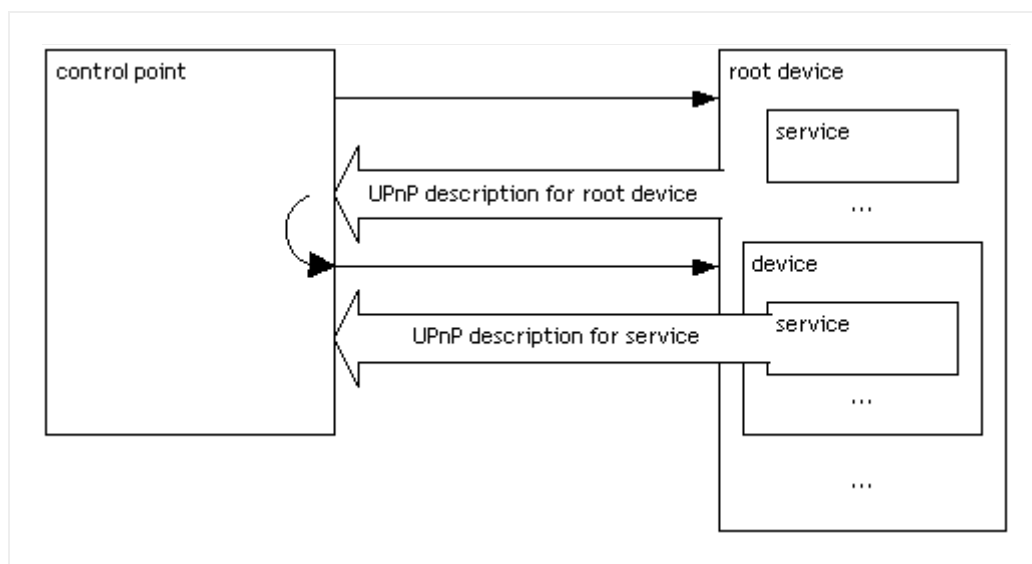 control point
root device
service
UPnP description for root device
...
device
service
UPnP description for service
...
...